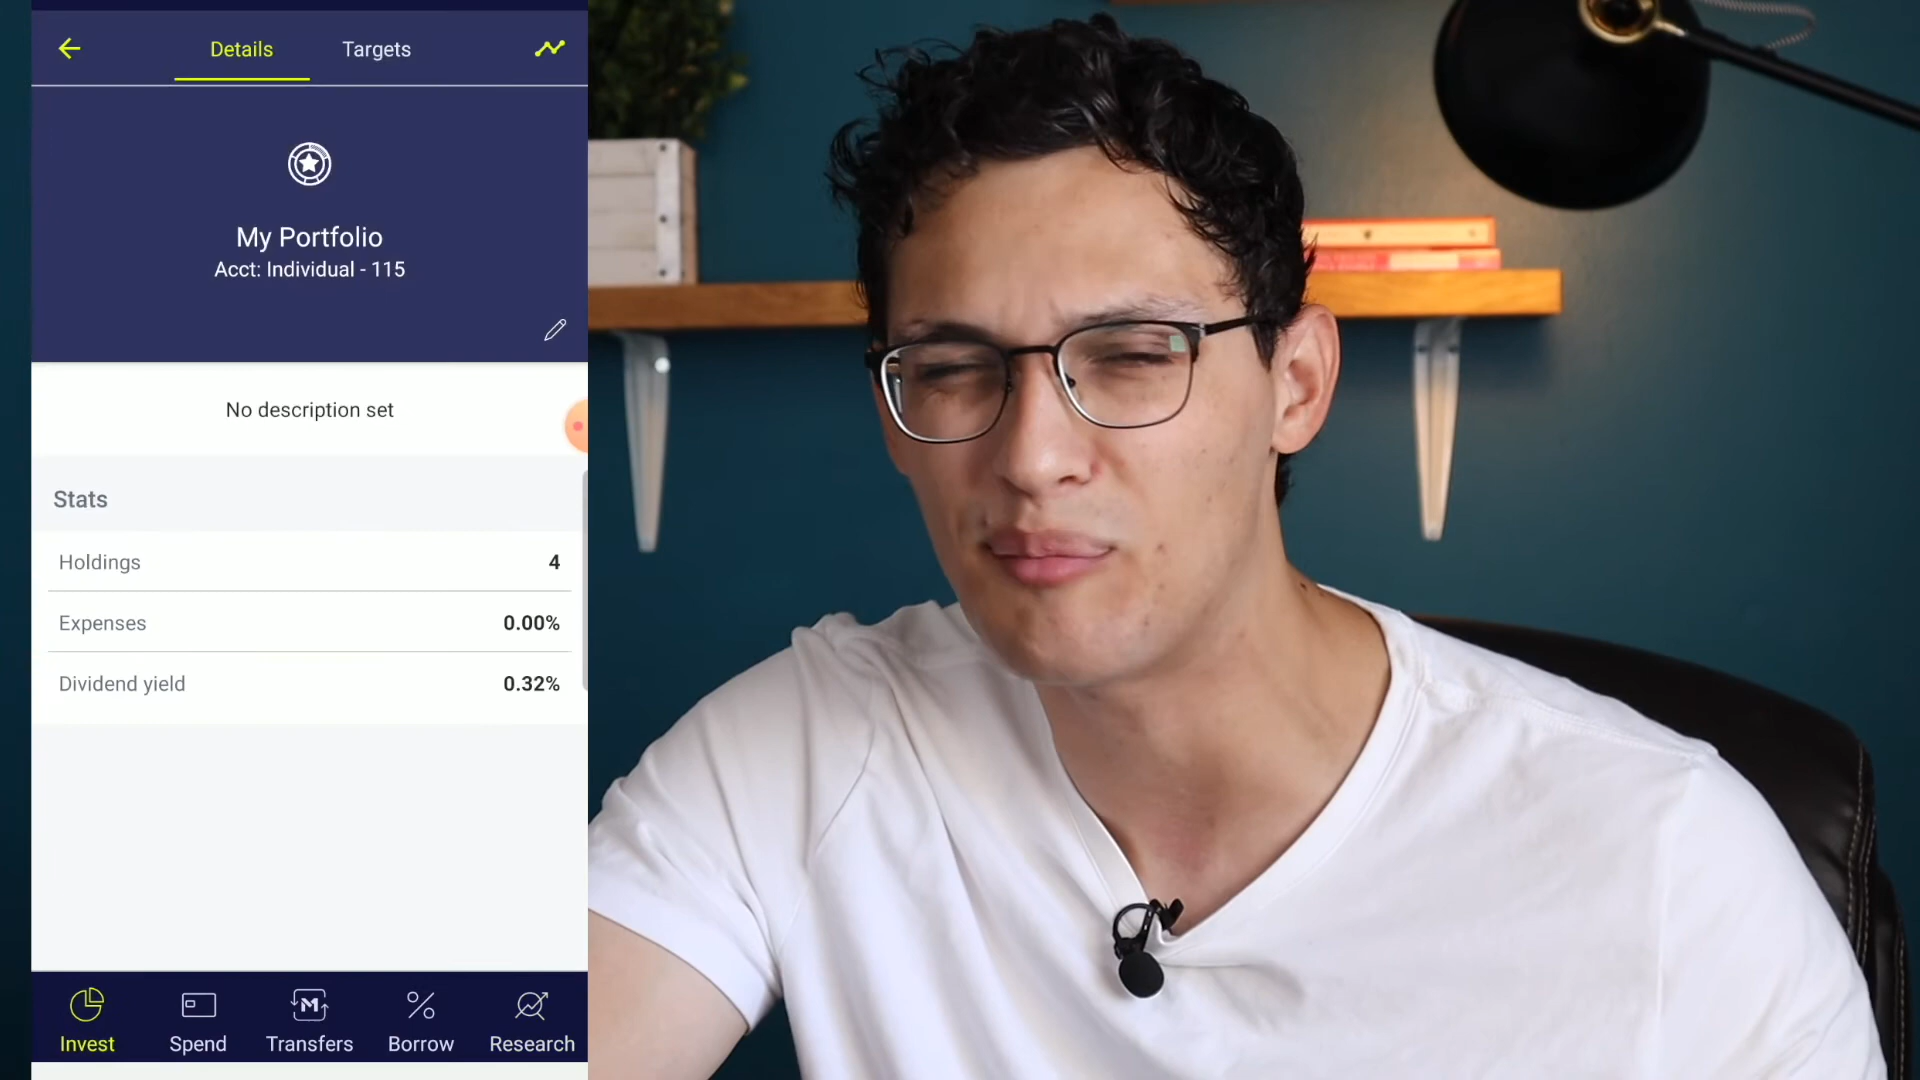 Details
Targets
My Portfolio
Acct: Individual - 115
No description set
Stats
Holdings 4
Expenses 0.00%
Dividend yield 0.32%
M
Invest
Spend
Transfers
Borrow
Research